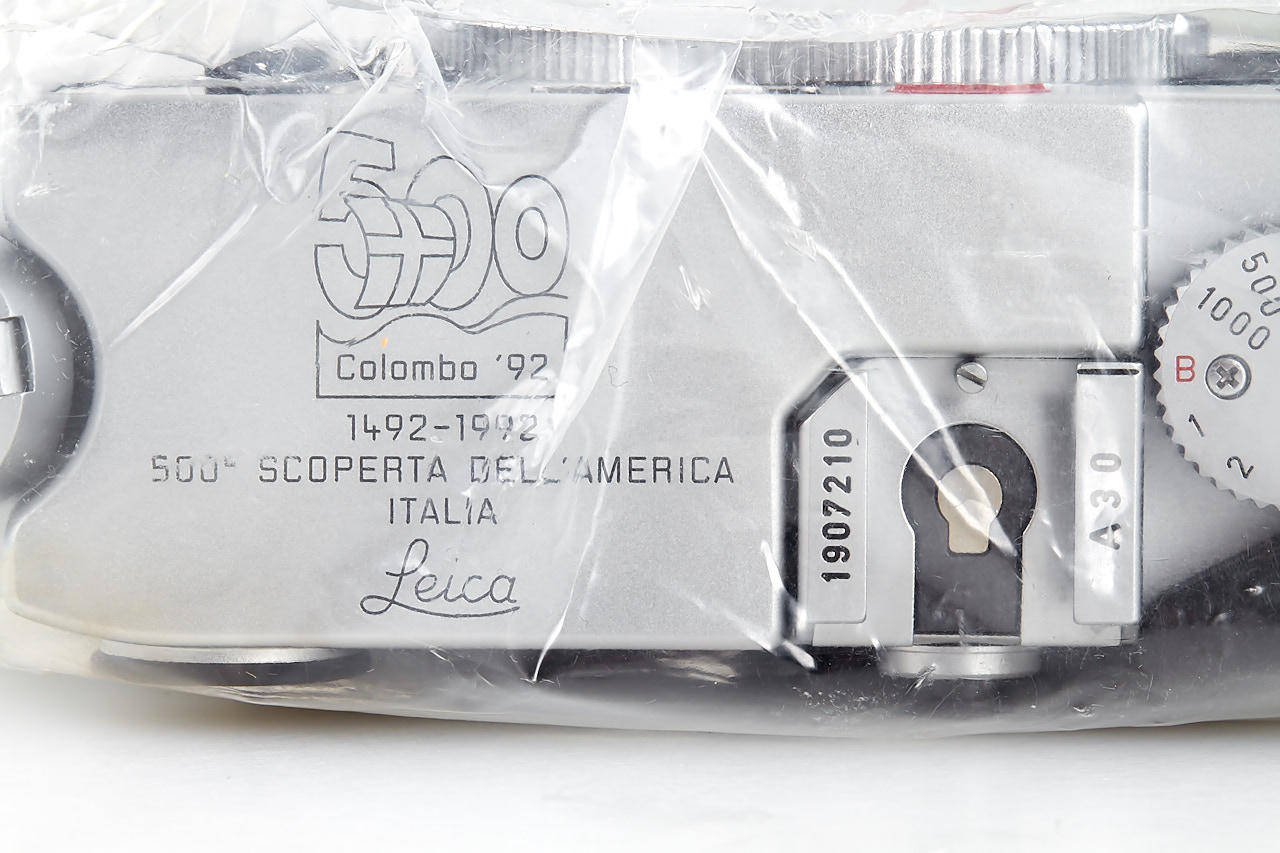 500
Colombo '92
1492-1992
500° SCOPERTA DELL'AMERICA
ITALIA
Leica
1907210
A30
500
1000
B
1
2